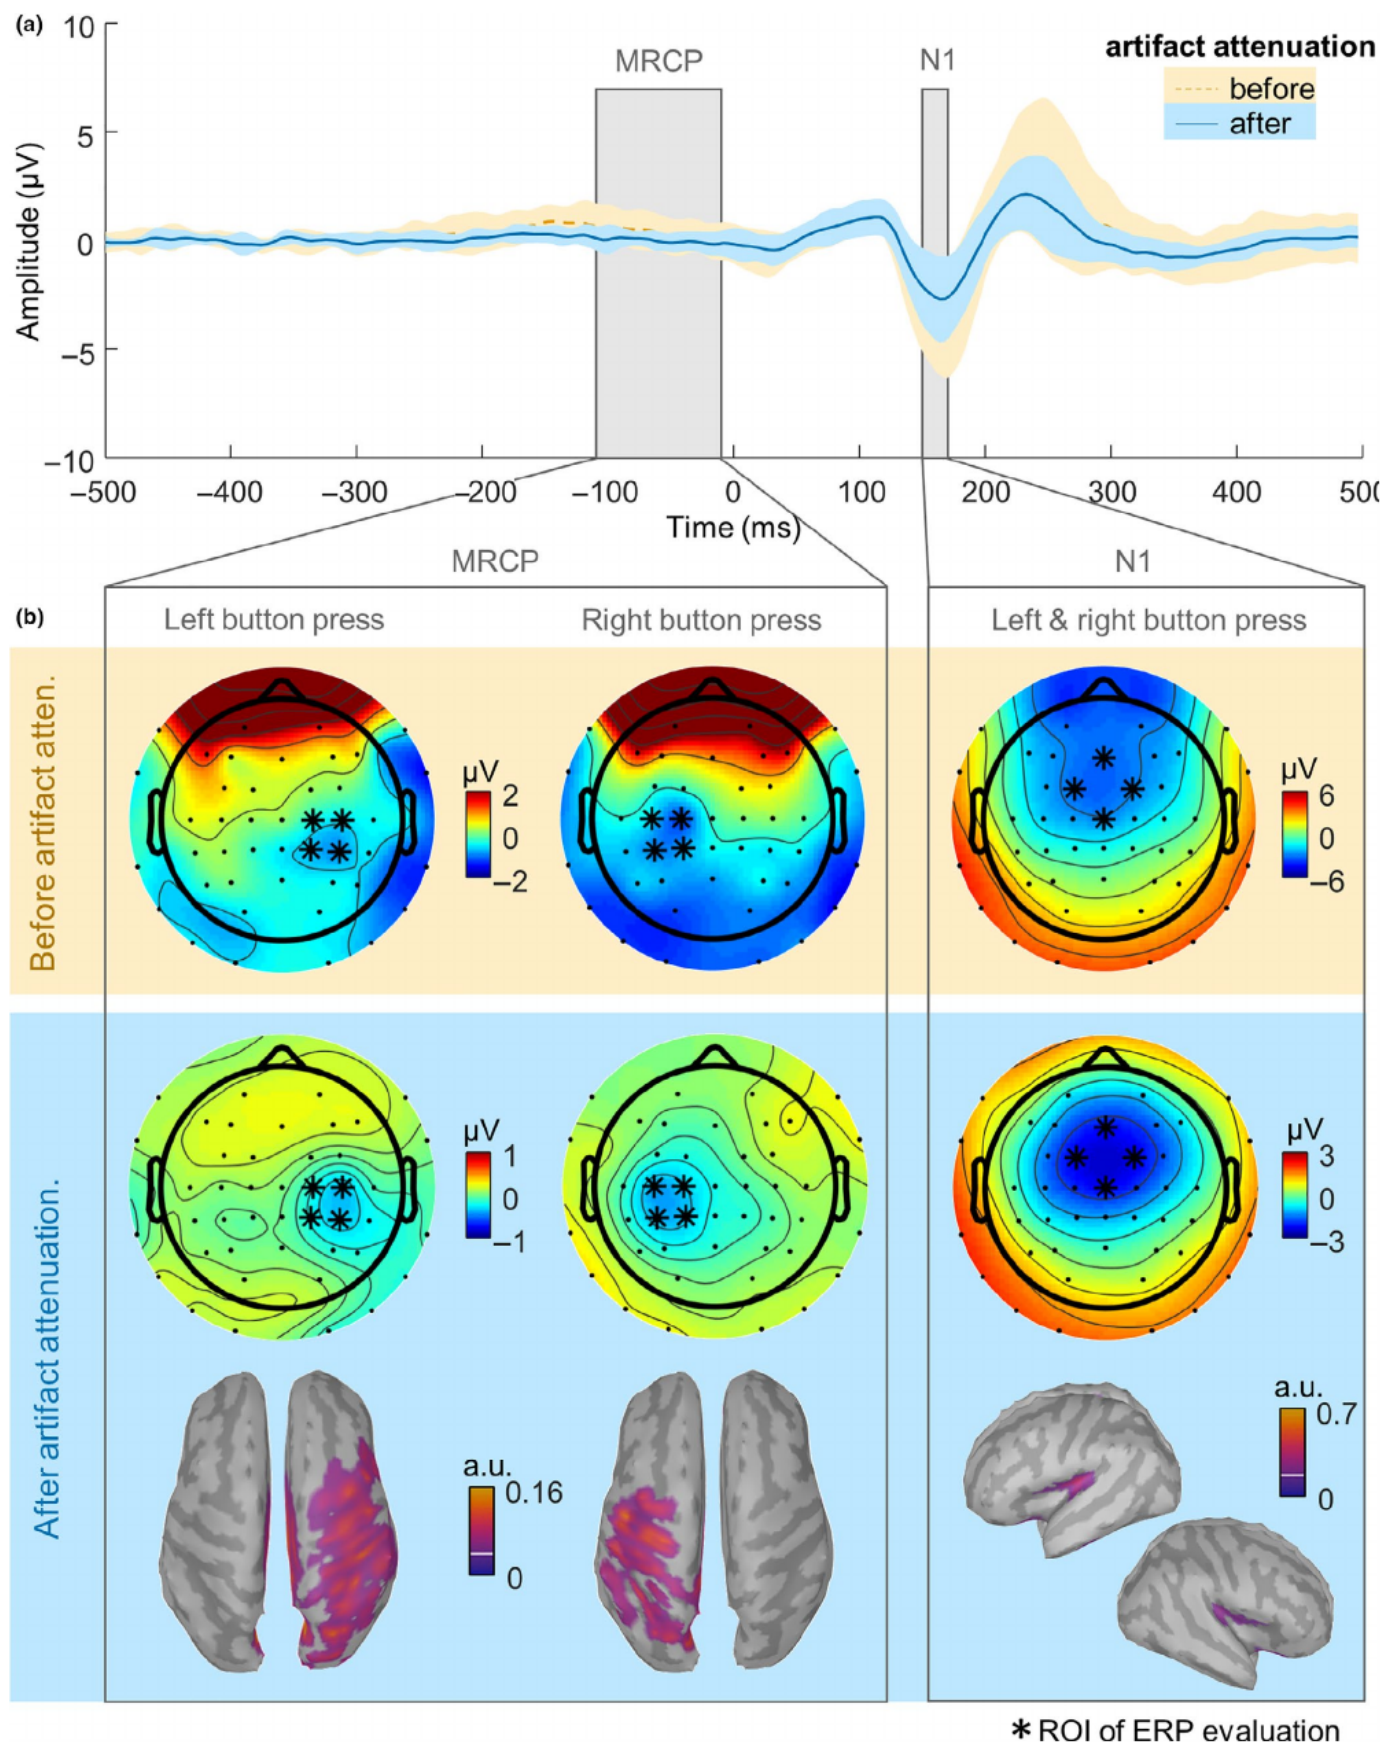 (a)
10
5
0
−5
−10
Amplitude (µV)
MRCP
N1
artifact attenuation
before
after
−500 −400 −300 −200 −100 0 100 200 300 400 500
Time (ms)
MRCP
N1
(b)
Left button press
Right button press
Left & right button press
Before artifact atten.
µV
2
0
−2
µV
6
0
−6
After artifact attenuation.
µV
1
0
−1
µV
3
0
−3
a.u.
0.16
0
a.u.
0.7
0
* ROI of ERP evaluation